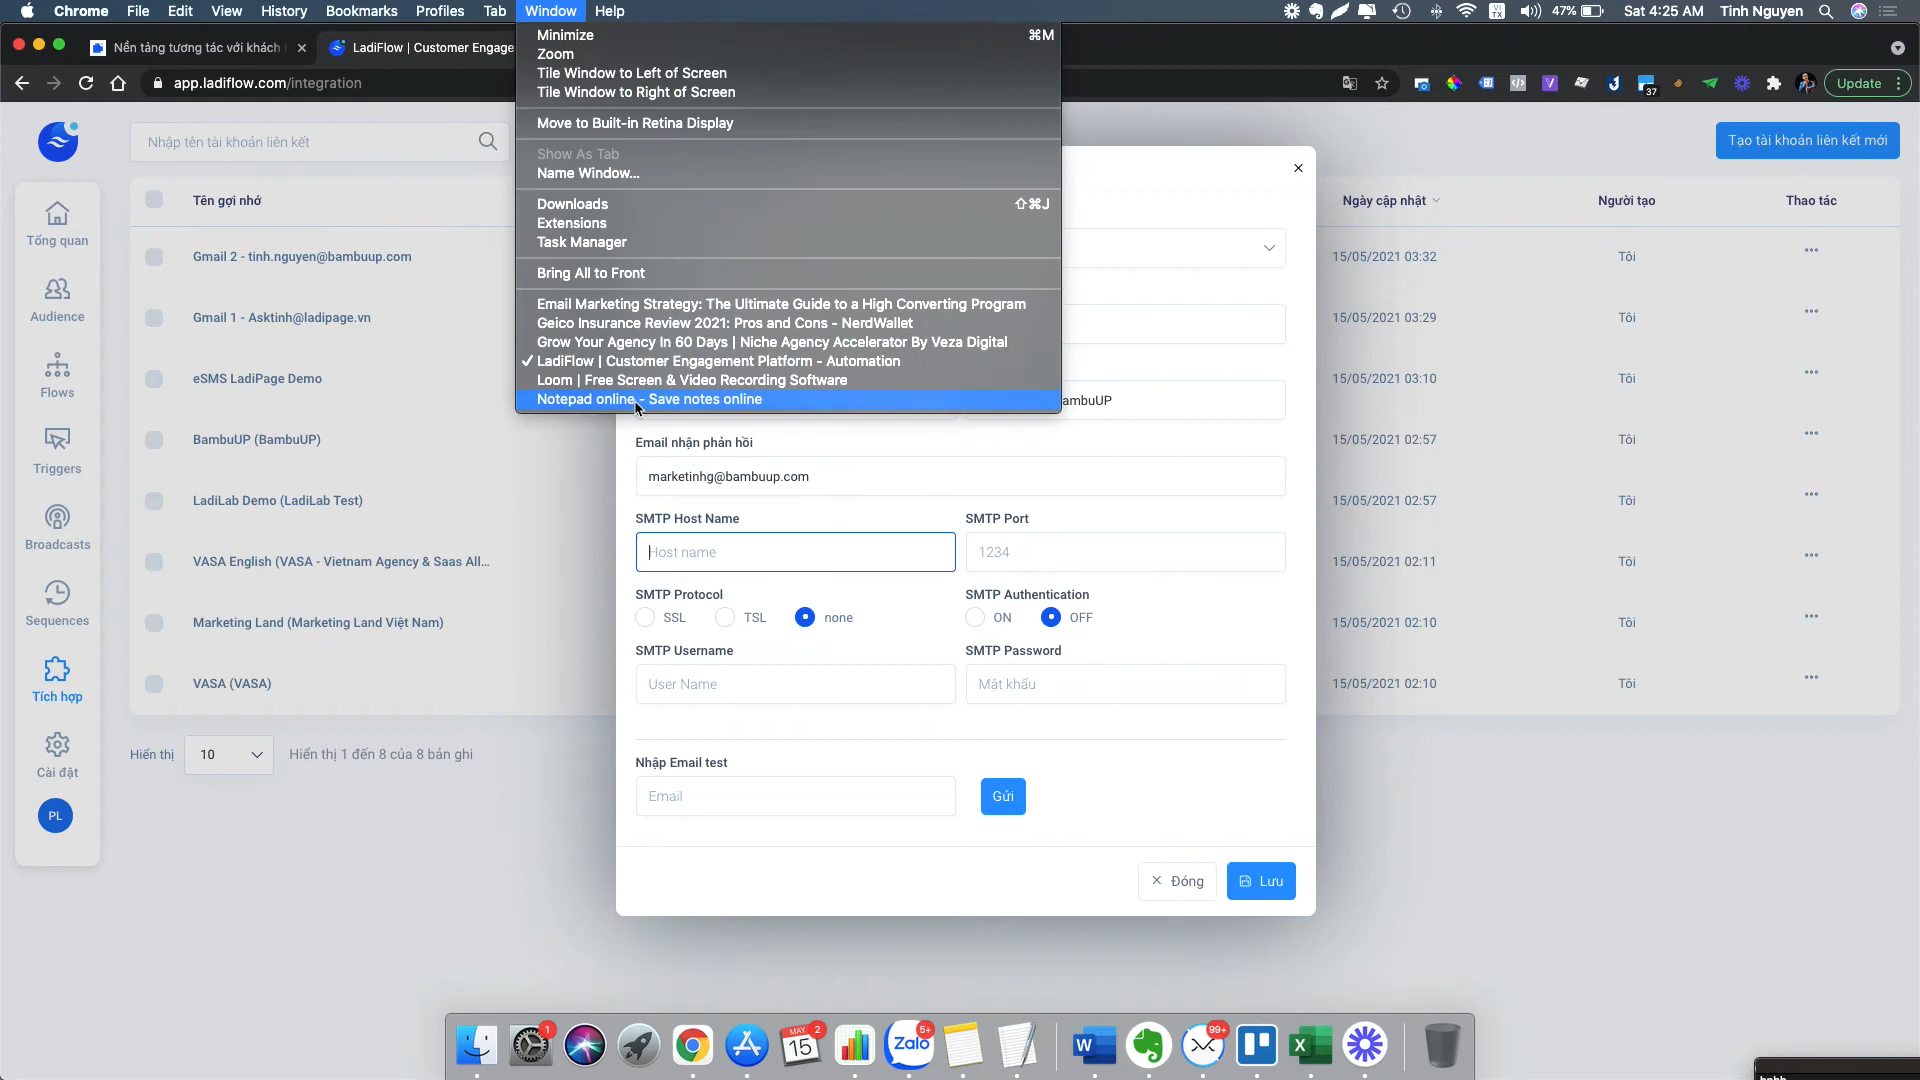 Chrome File Edit View History Bookmarks Profiles Tab Window Help
47% Sat 4:25 AM Tinh Nguyen
Nền tảng tương tác với khách
LadiFlow | Customer Engage
app.ladiflow.com/integration
37
Update
Minimize ⌘M
Zoom
Tile Window to Left of Screen
Tile Window to Right of Screen
Move to Built-in Retina Display
Show As Tab
Name Window...
Downloads ⇧⌘J
Extensions
Task Manager
Bring All to Front
Email Marketing Strategy: The Ultimate Guide to a High Converting Program
Geico Insurance Review 2021: Pros and Cons - NerdWallet
Grow Your Agency In 60 Days | Niche Agency Accelerator By Veza Digital
✓ LadiFlow | Customer Engagement Platform - Automation
Loom | Free Screen & Video Recording Software
Notepad online - Save notes online
Nhập tên tài khoản liên kết
Tạo tài khoản liên kết mới
Tên gợi nhớ
Ngày cập nhật
Người tạo
Thao tác
Gmail 2 - tinh.nguyen@bambuup.com
15/05/2021 03:32
Tôi
Gmail 1 - Asktinh@ladipage.vn
15/05/2021 03:29
Tôi
eSMS LadiPage Demo
15/05/2021 03:10
Tôi
BambuUP (BambuUP)
15/05/2021 02:57
Tôi
LadiLab Demo (LadiLab Test)
15/05/2021 02:57
Tôi
VASA English (VASA - Vietnam Agency & Saas All...
15/05/2021 02:11
Tôi
Marketing Land (Marketing Land Việt Nam)
15/05/2021 02:10
Tôi
VASA (VASA)
15/05/2021 02:10
Tôi
Hiển thị 10 Hiển thị 1 đến 8 của 8 bản ghi
Tổng quan
Audience
Flows
Triggers
Broadcasts
Sequences
Tích hợp
Cài đặt
PL
ambuUP
Email nhận phản hồi
marketinhg@bambuup.com
SMTP Host Name
SMTP Port
Host name
1234
SMTP Protocol
SMTP Authentication
SSL TSL none
ON OFF
SMTP Username
SMTP Password
User Name
Mật khẩu
Nhập Email test
Email
Gửi
Đóng
Lưu
1
MAY
15
2
Zalo
5+
W
99+
X